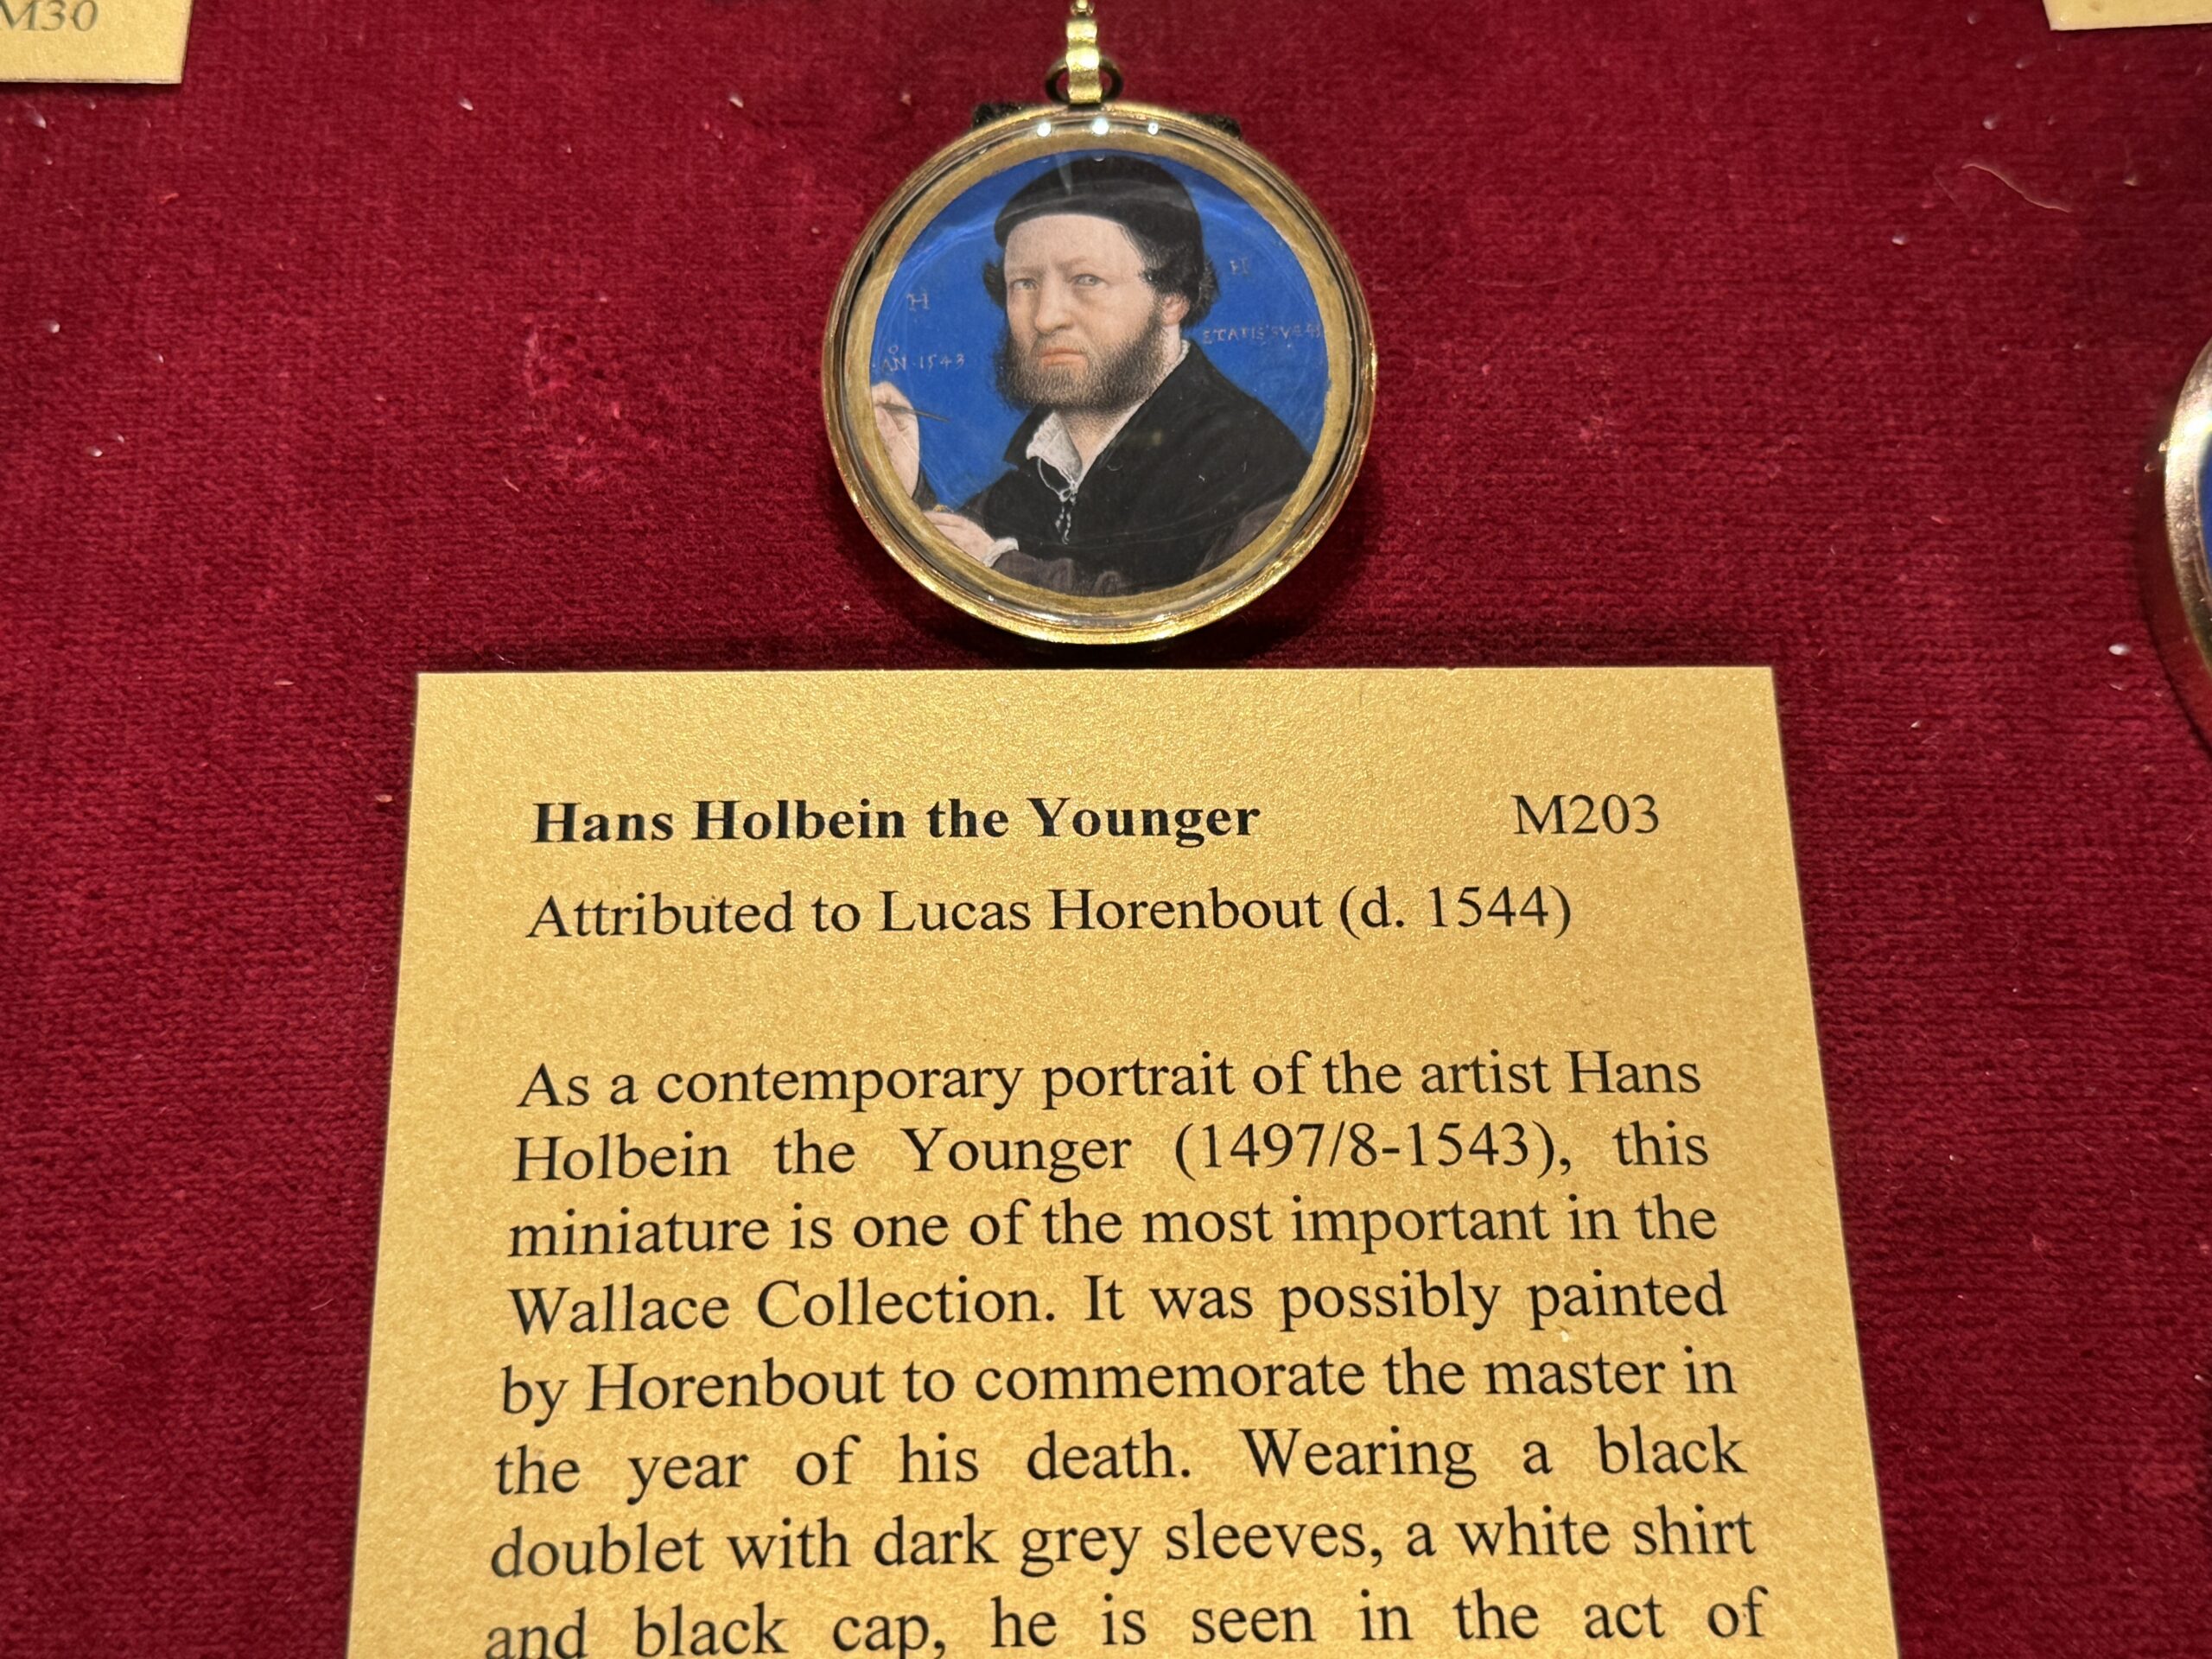 M30
H
H
ETATIS SVÆ 45
AN° 1543
Hans Holbein the Younger M203
Attributed to Lucas Horenbout (d. 1544)
As a contemporary portrait of the artist Hans
Holbein the Younger (1497/8-1543), this
miniature is one of the most important in the
Wallace Collection. It was possibly painted
by Horenbout to commemorate the master in
the year of his death. Wearing a black
doublet with dark grey sleeves, a white shirt
and black cap, he is seen in the act of